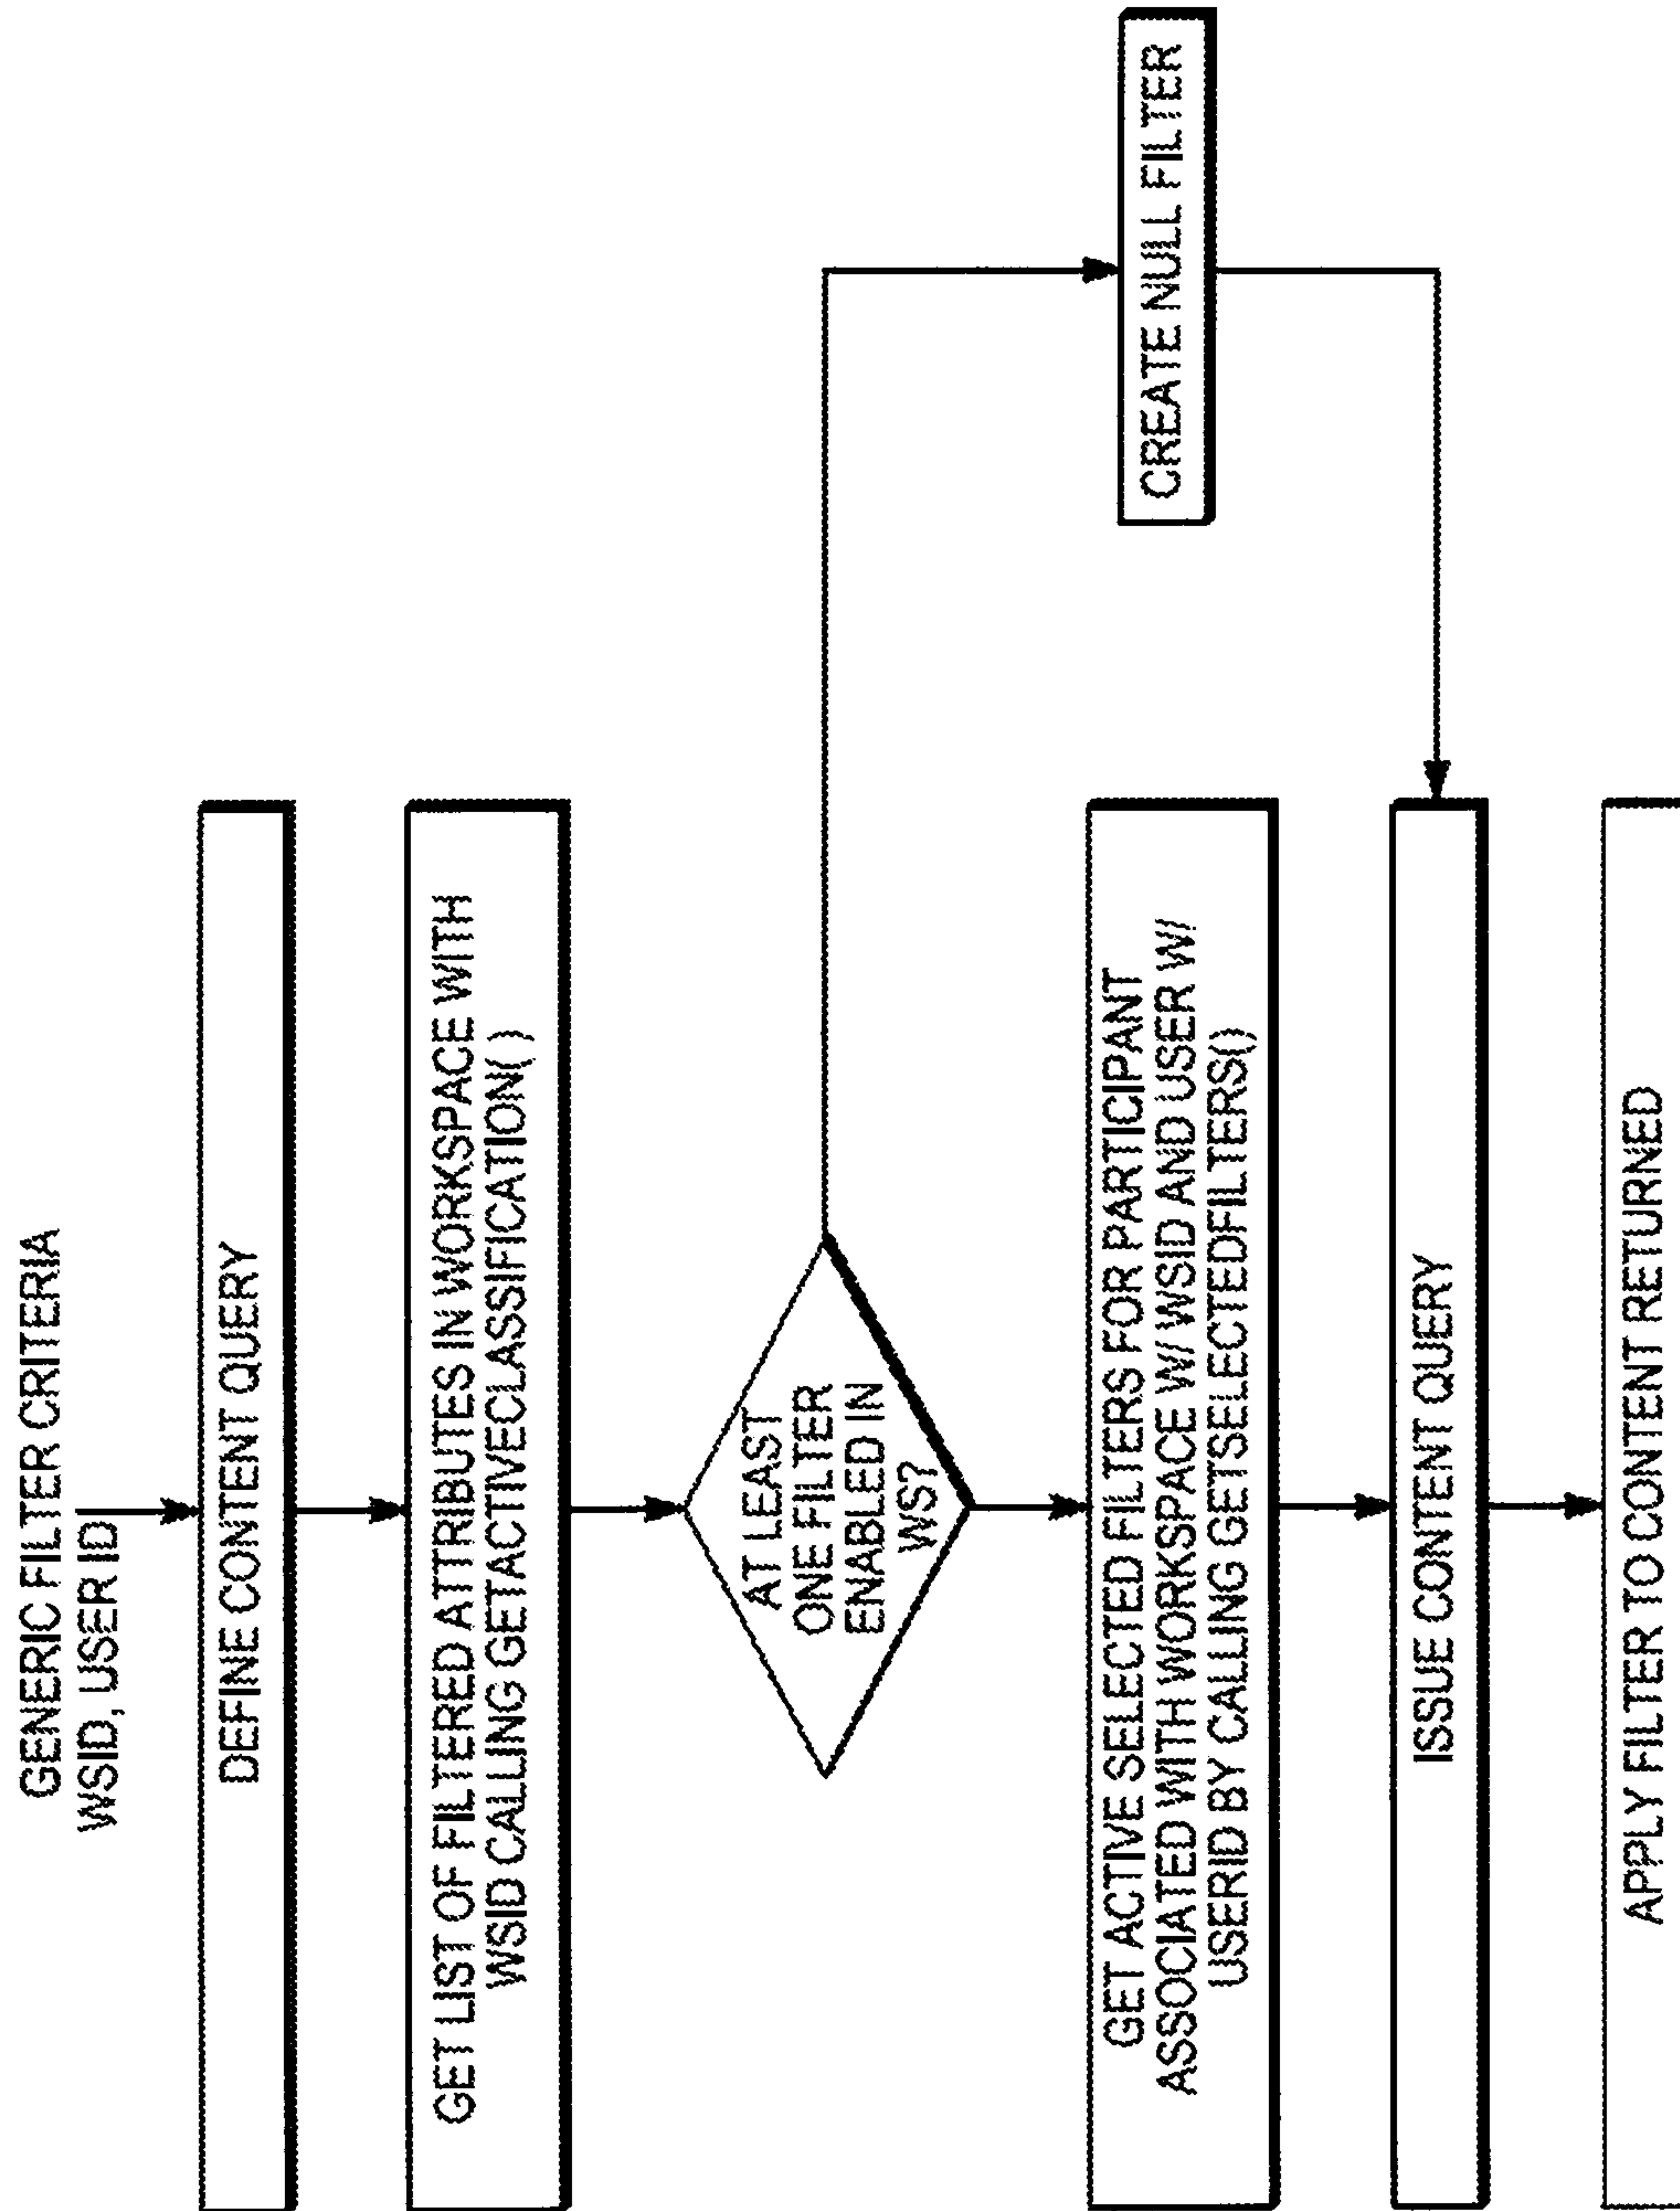 GENERIC FILTER CRITERIA
WSID, USER ID
DEFINE CONTENT QUERY
GET LIST OF FILTERED ATTRIBUTES IN WORKSPACE WITH
WSID CALLING GETACTIVECLASSIFICATION( )
AT LEAST
ONE FILTER
ENABLED IN
WS?
CREATE NULL FILTER
GET ACTIVE SELECTED FILTERS FOR PARTICIPANT
ASSOCIATED WITH WORKSPACE W/ WSID AND USER W/
USERID BY CALLING GETSELECTEDFILTERS()
ISSUE CONTENT QUERY
APPLY FILTER TO CONTENT RETURNED